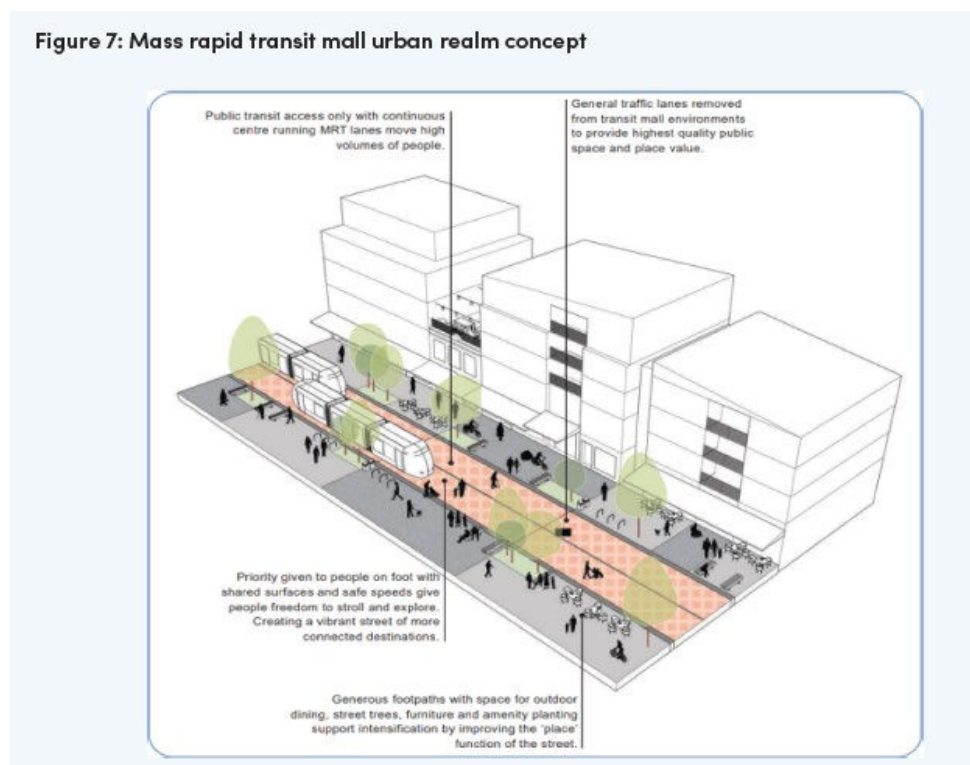 Figure 7: Mass rapid transit mall urban realm concept
Public transit access only with continuous
centre running MRT lanes move high
volumes of people.
General traffic lanes removed
from transit mall environments
to provide highest quality public
space and place value.
Priority given to people on foot with
shared surfaces and safe speeds give
people freedom to stroll and explore.
Creating a vibrant street of more
connected destinations.
Generous footpaths with space for outdoor
dining, street trees, furniture and amenity planting
support intensification by improving the 'place'
function of the street.